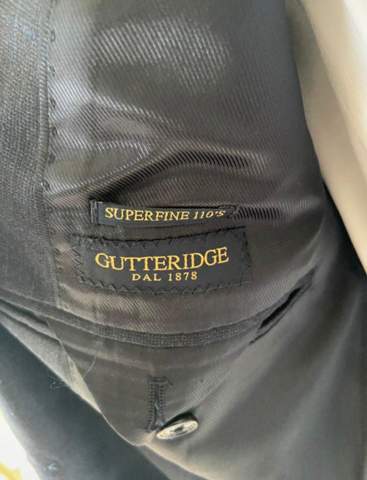 SUPERFINE 110'S
GUTTERIDGE
DAL 1878